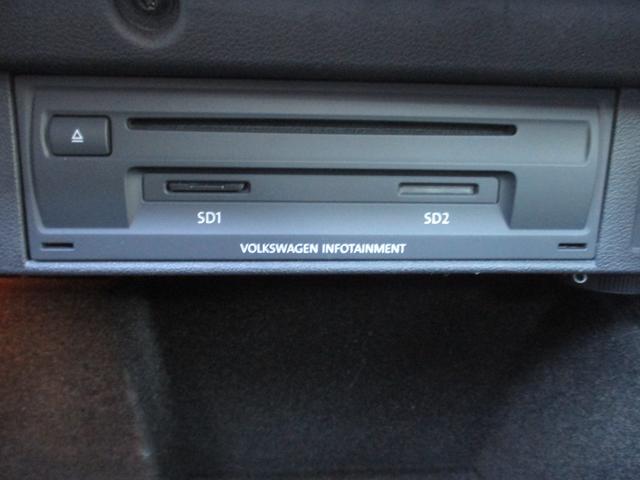 SD1 SD2
VOLKSWAGEN INFOTAINMENT